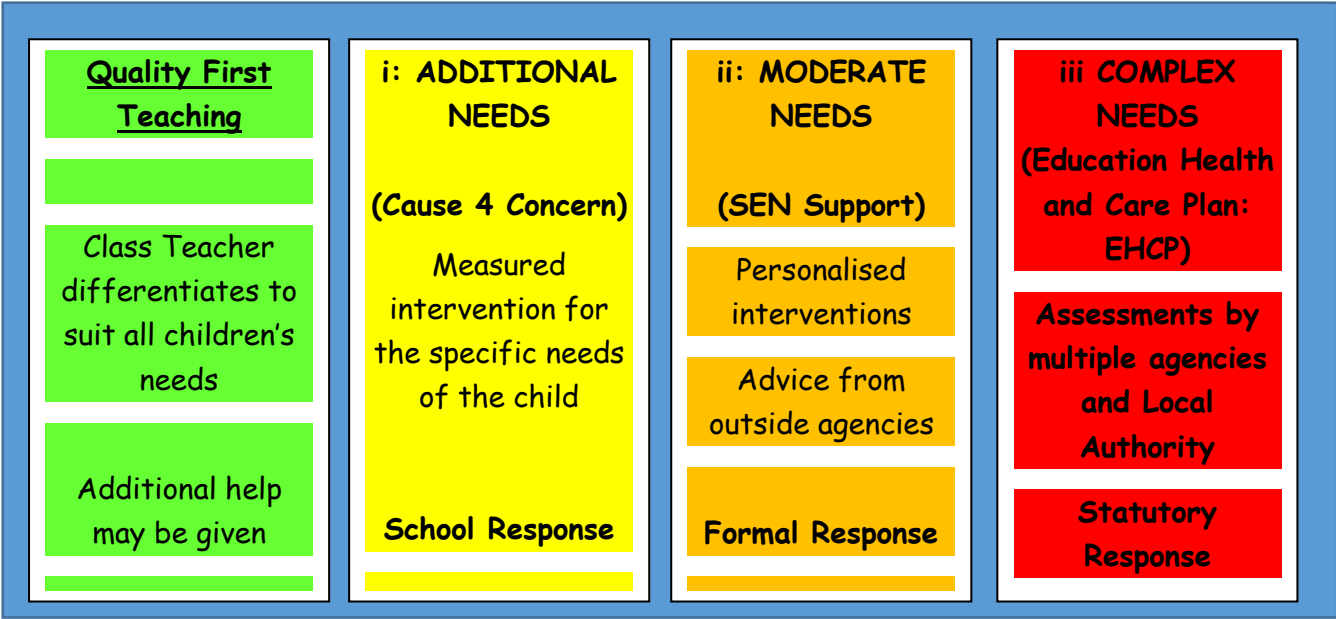 Quality First
Teaching
Class Teacher
differentiates to
suit all children's
needs
Additional help
may be given
i: ADDITIONAL
NEEDS
(Cause 4 Concern)
Measured
intervention for
the specific needs
of the child
School Response
ii: MODERATE
NEEDS
(SEN Support)
Personalised
interventions
Advice from
outside agencies
Formal Response
iii COMPLEX
NEEDS
(Education Health
and Care Plan:
EHCP)
Assessments by
multiple agencies
and Local
Authority
Statutory
Response